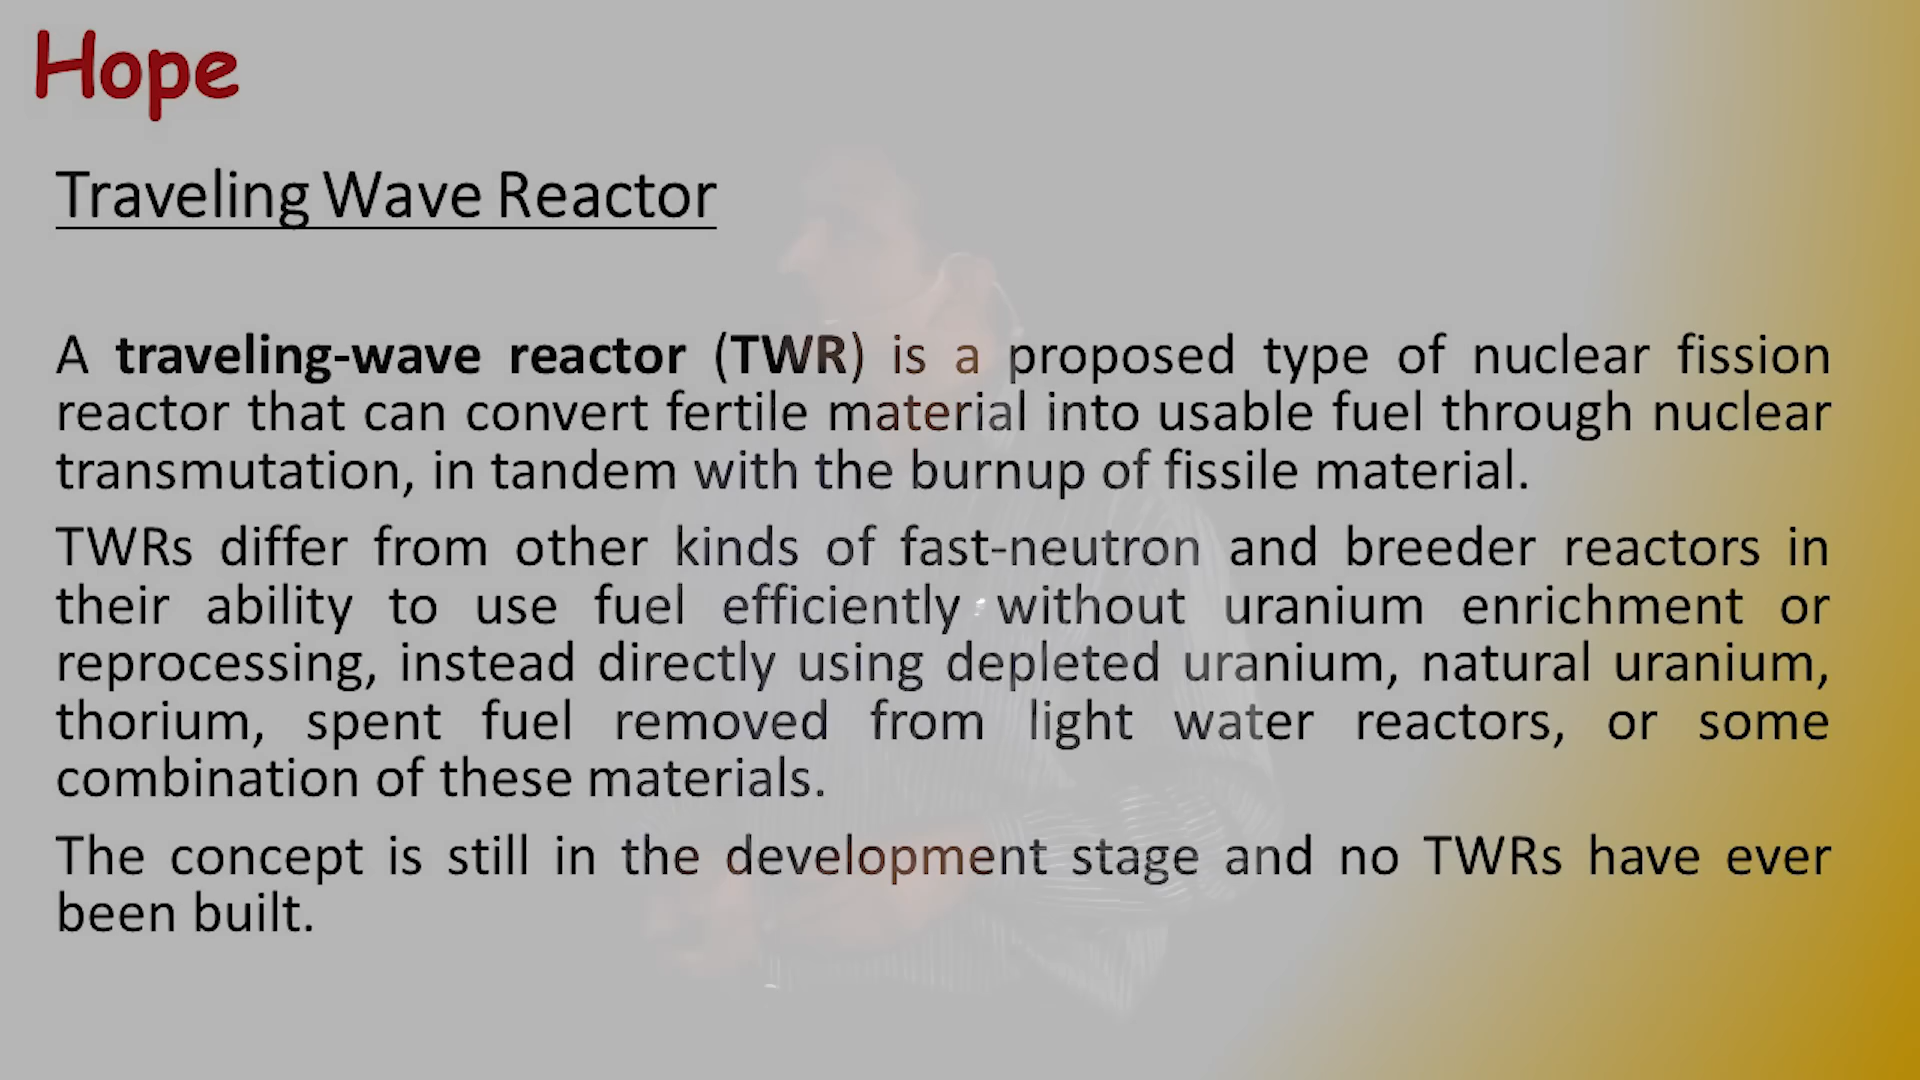 Hope
Traveling Wave Reactor
A traveling-wave reactor (TWR) is a proposed type of nuclear fission
reactor that can convert fertile material into usable fuel through nuclear
transmutation, in tandem with the burnup of fissile material.
TWRs differ from other kinds of fast-neutron and breeder reactors in
their ability to use fuel efficiently without uranium enrichment or
reprocessing, instead directly using depleted uranium, natural uranium,
thorium, spent fuel removed from light water reactors, or some
combination of these materials.
The concept is still in the development stage and no TWRs have ever
been built.